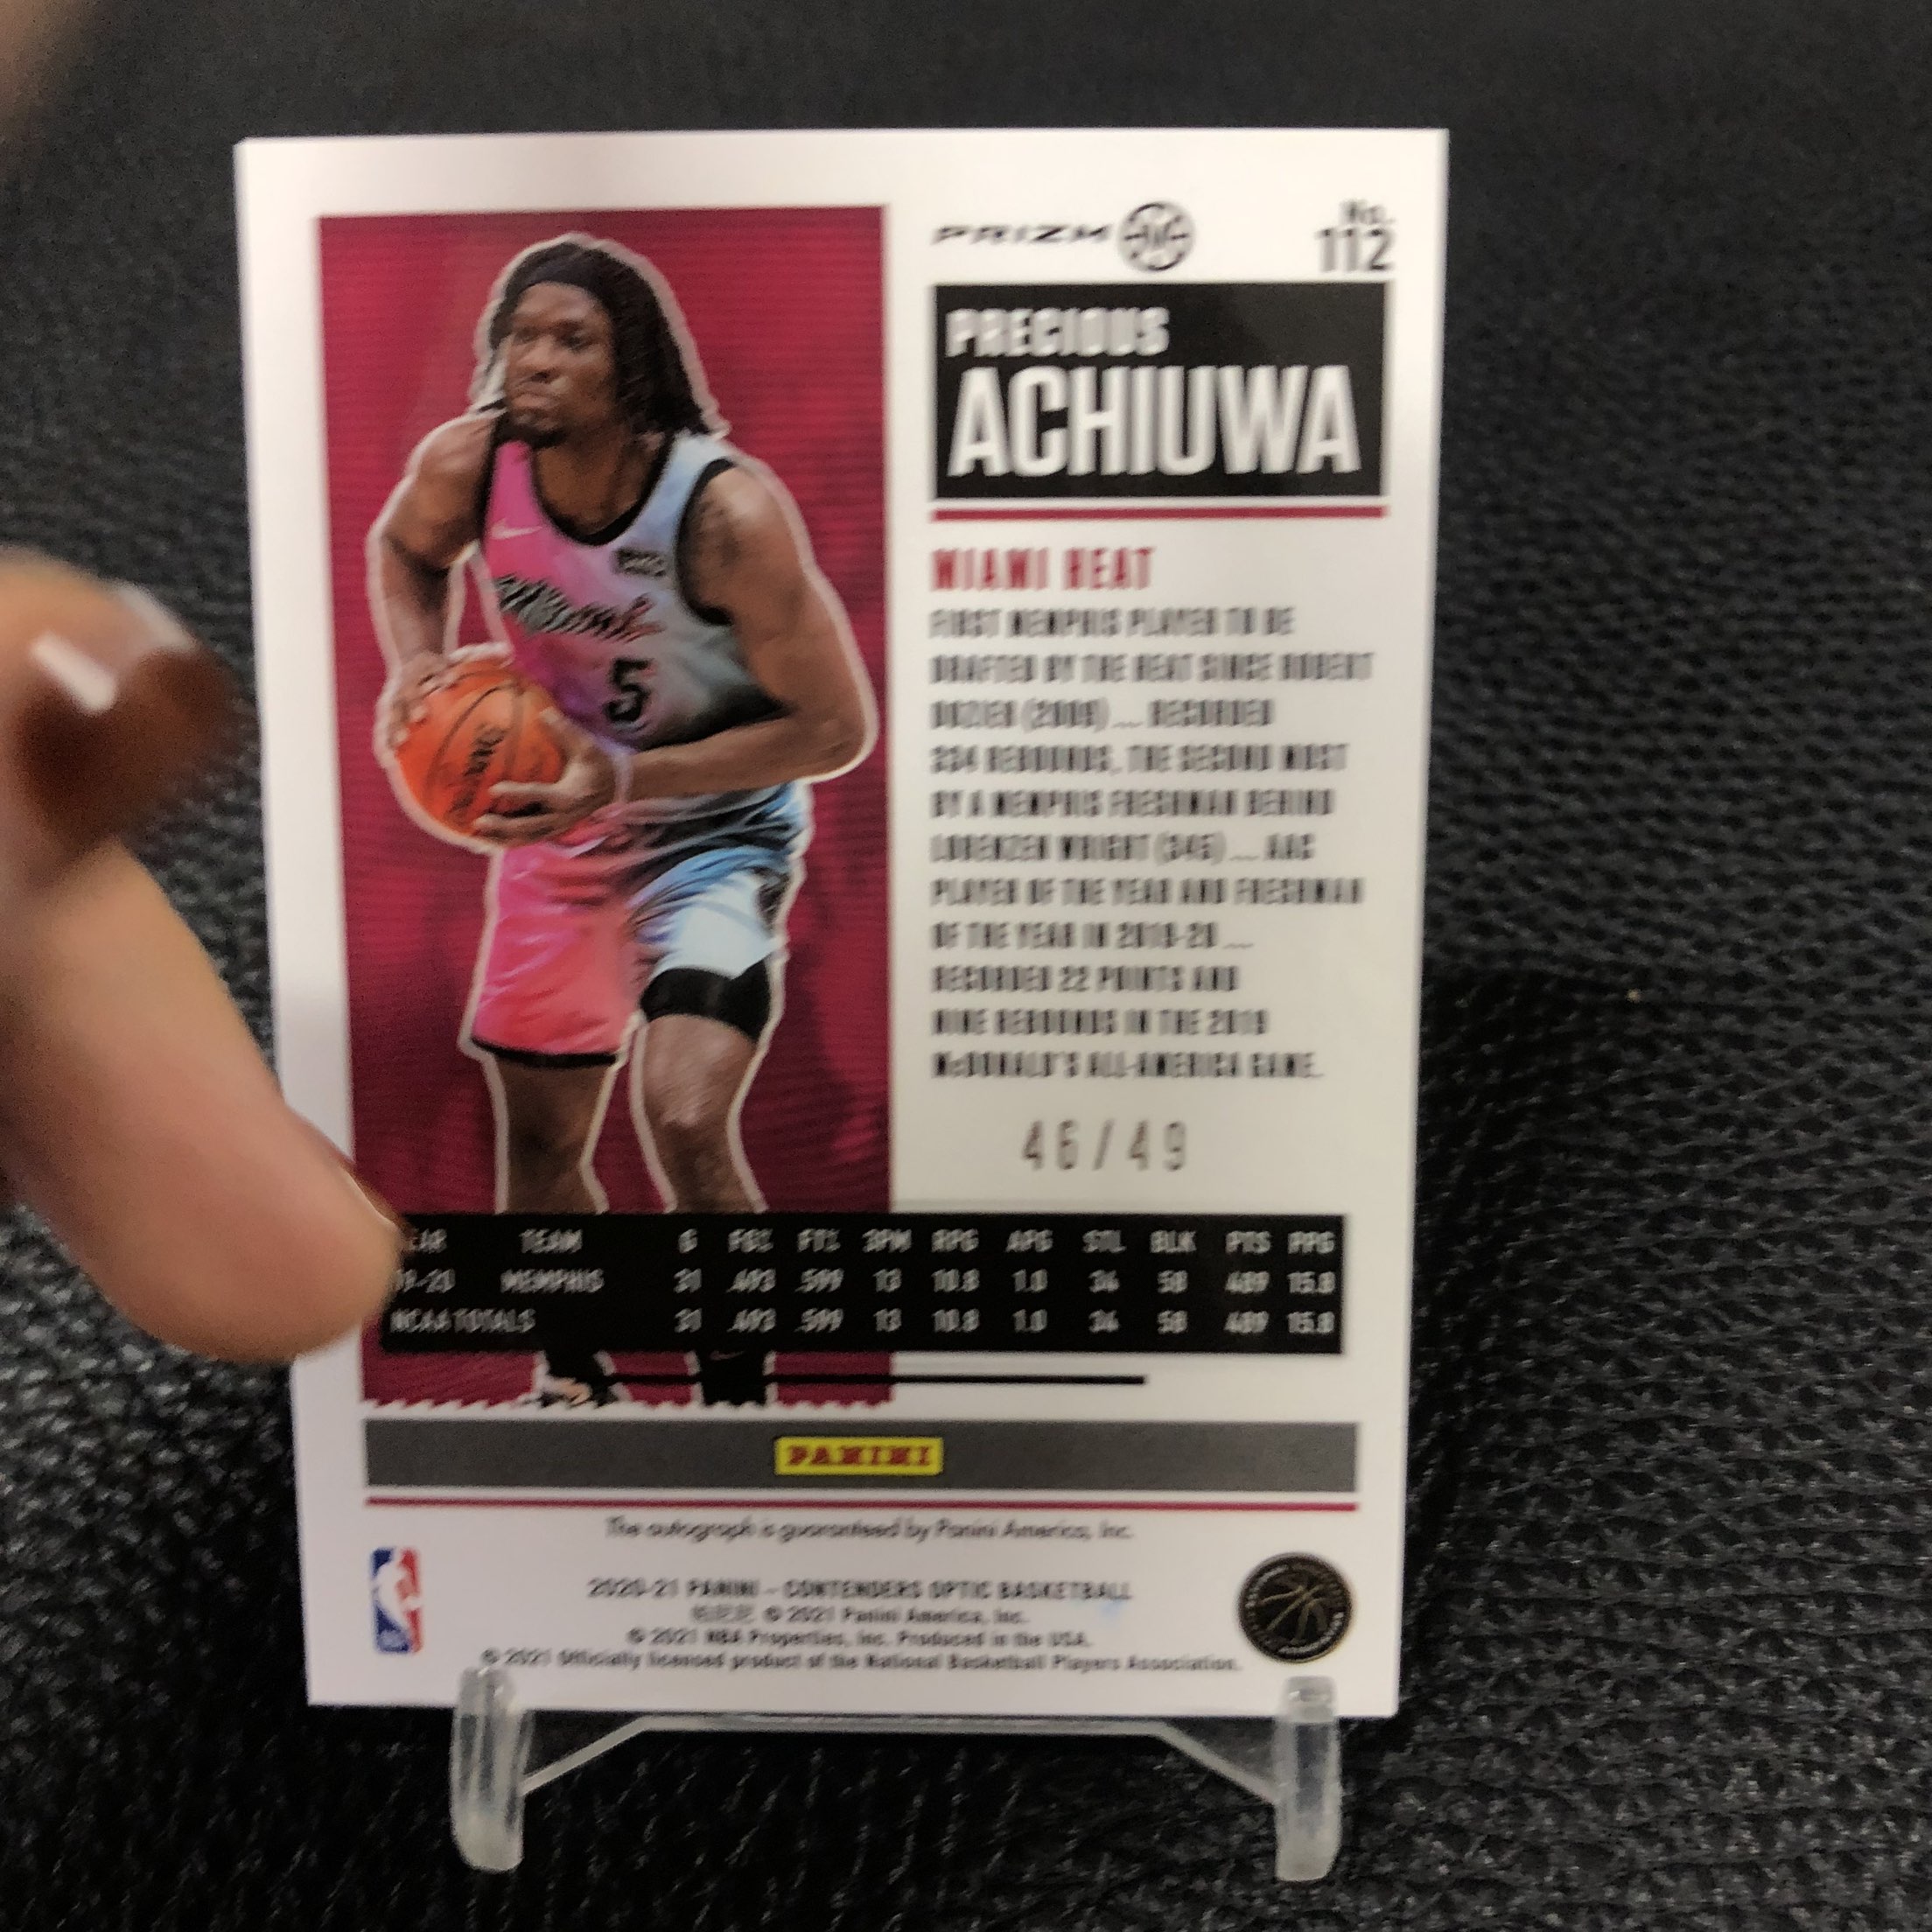 PRIZM
No.
112
PRECIOUS
ACHIUWA
MIAMI HEAT
FIRST MEMPHIS PLAYER TO BE
DRAFTED BY THE HEAT SINCE ROBERT
DOZIER (2009) ... RECORDED
334 REBOUNDS, THE SECOND MOST
BY A MEMPHIS FRESHMAN BEHIND
LORENZEN WRIGHT (345) ... AAC
PLAYER OF THE YEAR AND FRESHMAN
OF THE YEAR IN 2019-20 ...
RECORDED 22 POINTS AND
NINE REBOUNDS IN THE 2019
McDONALD'S ALL-AMERICA GAME.
46/49
Miami
5
EAR TEAM G FG% FT% 3PM RPG APG STL BLK PTS PPG
19-20 MEMPHIS 31 .493 .599 13 10.8 1.0 34 58 489 15.8
NCAA TOTALS 31 .493 .599 13 10.8 1.0 34 58 489 15.8
PANINI
The autograph is guaranteed by Panini America, Inc.
2020-21 PANINI – CONTENDERS OPTIC BASKETBALL
© 2021 Panini America, Inc.
© 2021 NBA Properties, Inc. Produced in the USA.
© 2021 Officially licensed product of the National Basketball Players Association.